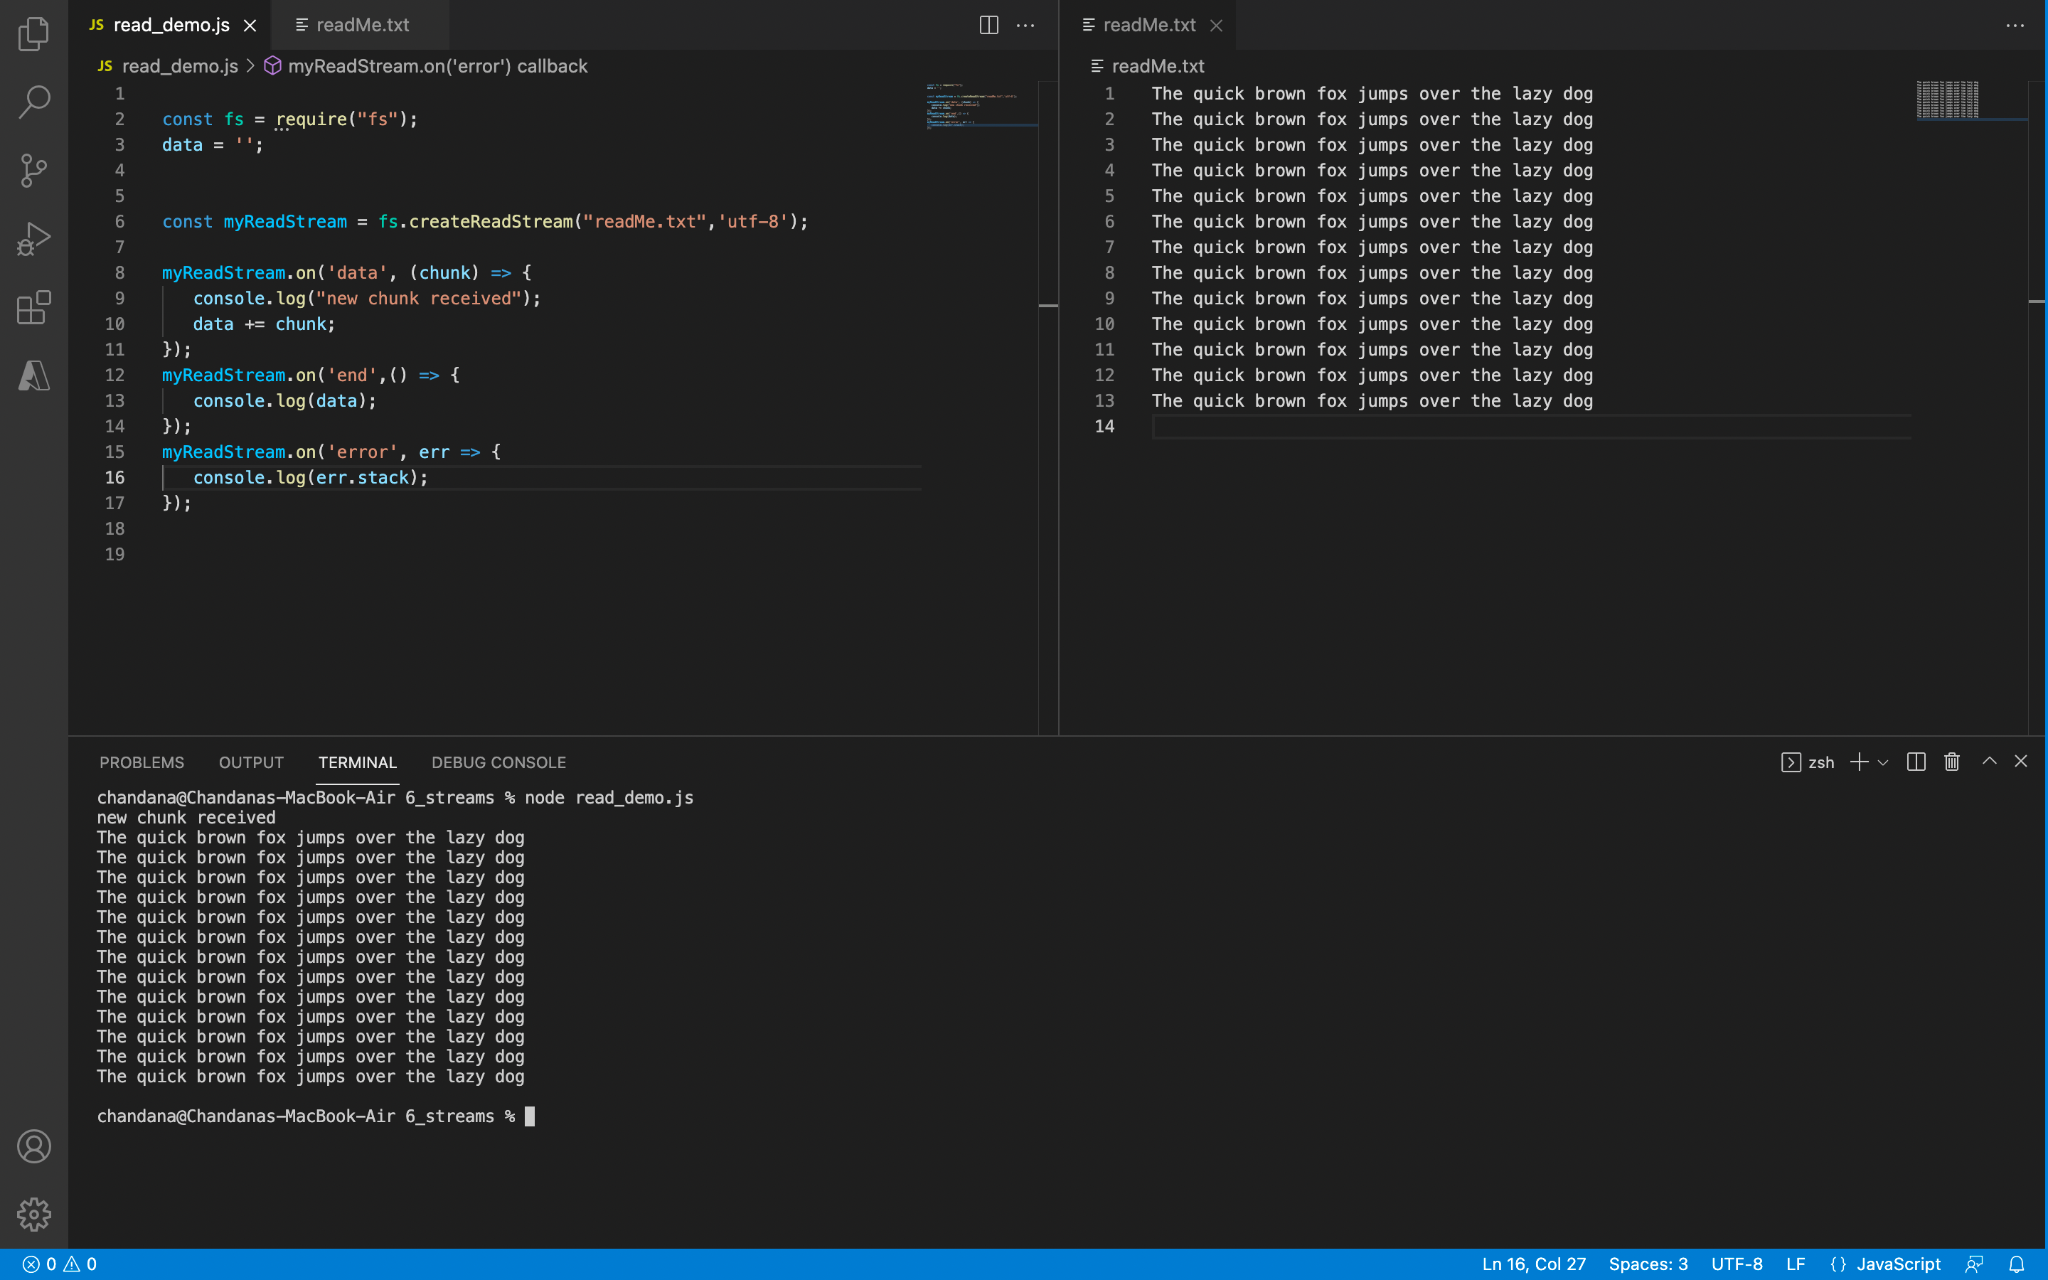 JS read_demo.js
readMe.txt
JS read_demo.js > myReadStream.on('error') callback
1
2 const fs = require("fs");
3 data = '';
4
5
6 const myReadStream = fs.createReadStream("readMe.txt",'utf-8');
7
8 myReadStream.on('data', (chunk) => {
9 console.log("new chunk received");
10 data += chunk;
11 });
12 myReadStream.on('end',() => {
13 console.log(data);
14 });
15 myReadStream.on('error', err => {
16 console.log(err.stack);
17 });
18
19
readMe.txt
readMe.txt
1 The quick brown fox jumps over the lazy dog
2 The quick brown fox jumps over the lazy dog
3 The quick brown fox jumps over the lazy dog
4 The quick brown fox jumps over the lazy dog
5 The quick brown fox jumps over the lazy dog
6 The quick brown fox jumps over the lazy dog
7 The quick brown fox jumps over the lazy dog
8 The quick brown fox jumps over the lazy dog
9 The quick brown fox jumps over the lazy dog
10 The quick brown fox jumps over the lazy dog
11 The quick brown fox jumps over the lazy dog
12 The quick brown fox jumps over the lazy dog
13 The quick brown fox jumps over the lazy dog
14
PROBLEMS OUTPUT TERMINAL DEBUG CONSOLE
zsh
chandana@Chandanas-MacBook-Air 6_streams % node read_demo.js
new chunk received
The quick brown fox jumps over the lazy dog
The quick brown fox jumps over the lazy dog
The quick brown fox jumps over the lazy dog
The quick brown fox jumps over the lazy dog
The quick brown fox jumps over the lazy dog
The quick brown fox jumps over the lazy dog
The quick brown fox jumps over the lazy dog
The quick brown fox jumps over the lazy dog
The quick brown fox jumps over the lazy dog
The quick brown fox jumps over the lazy dog
The quick brown fox jumps over the lazy dog
The quick brown fox jumps over the lazy dog
The quick brown fox jumps over the lazy dog
chandana@Chandanas-MacBook-Air 6_streams %
0 0
Ln 16, Col 27 Spaces: 3 UTF-8 LF {} JavaScript